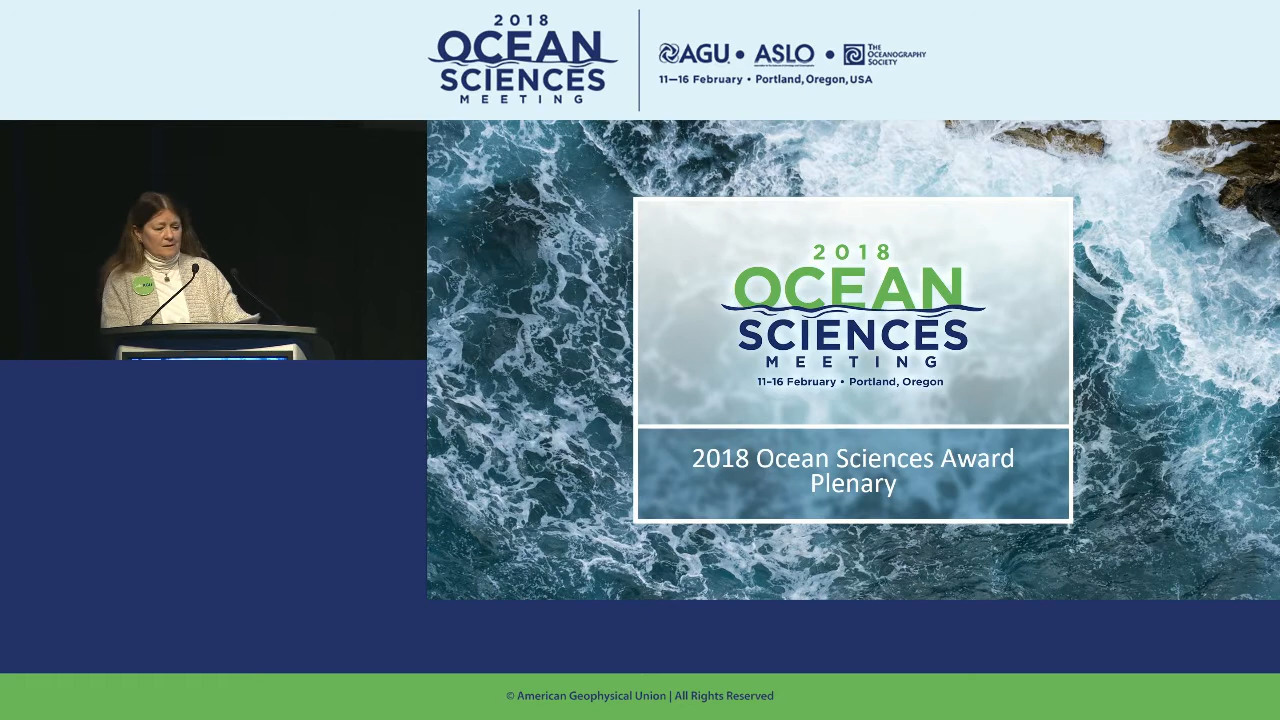 2018
OCEAN
SCIENCES
MEETING
AGU • ASLO • THE OCEANOGRAPHY SOCIETY
11—16 February • Portland, Oregon, USA
2018
OCEAN
SCIENCES
MEETING
11–16 February • Portland, Oregon
2018 Ocean Sciences Award
Plenary
© American Geophysical Union | All Rights Reserved